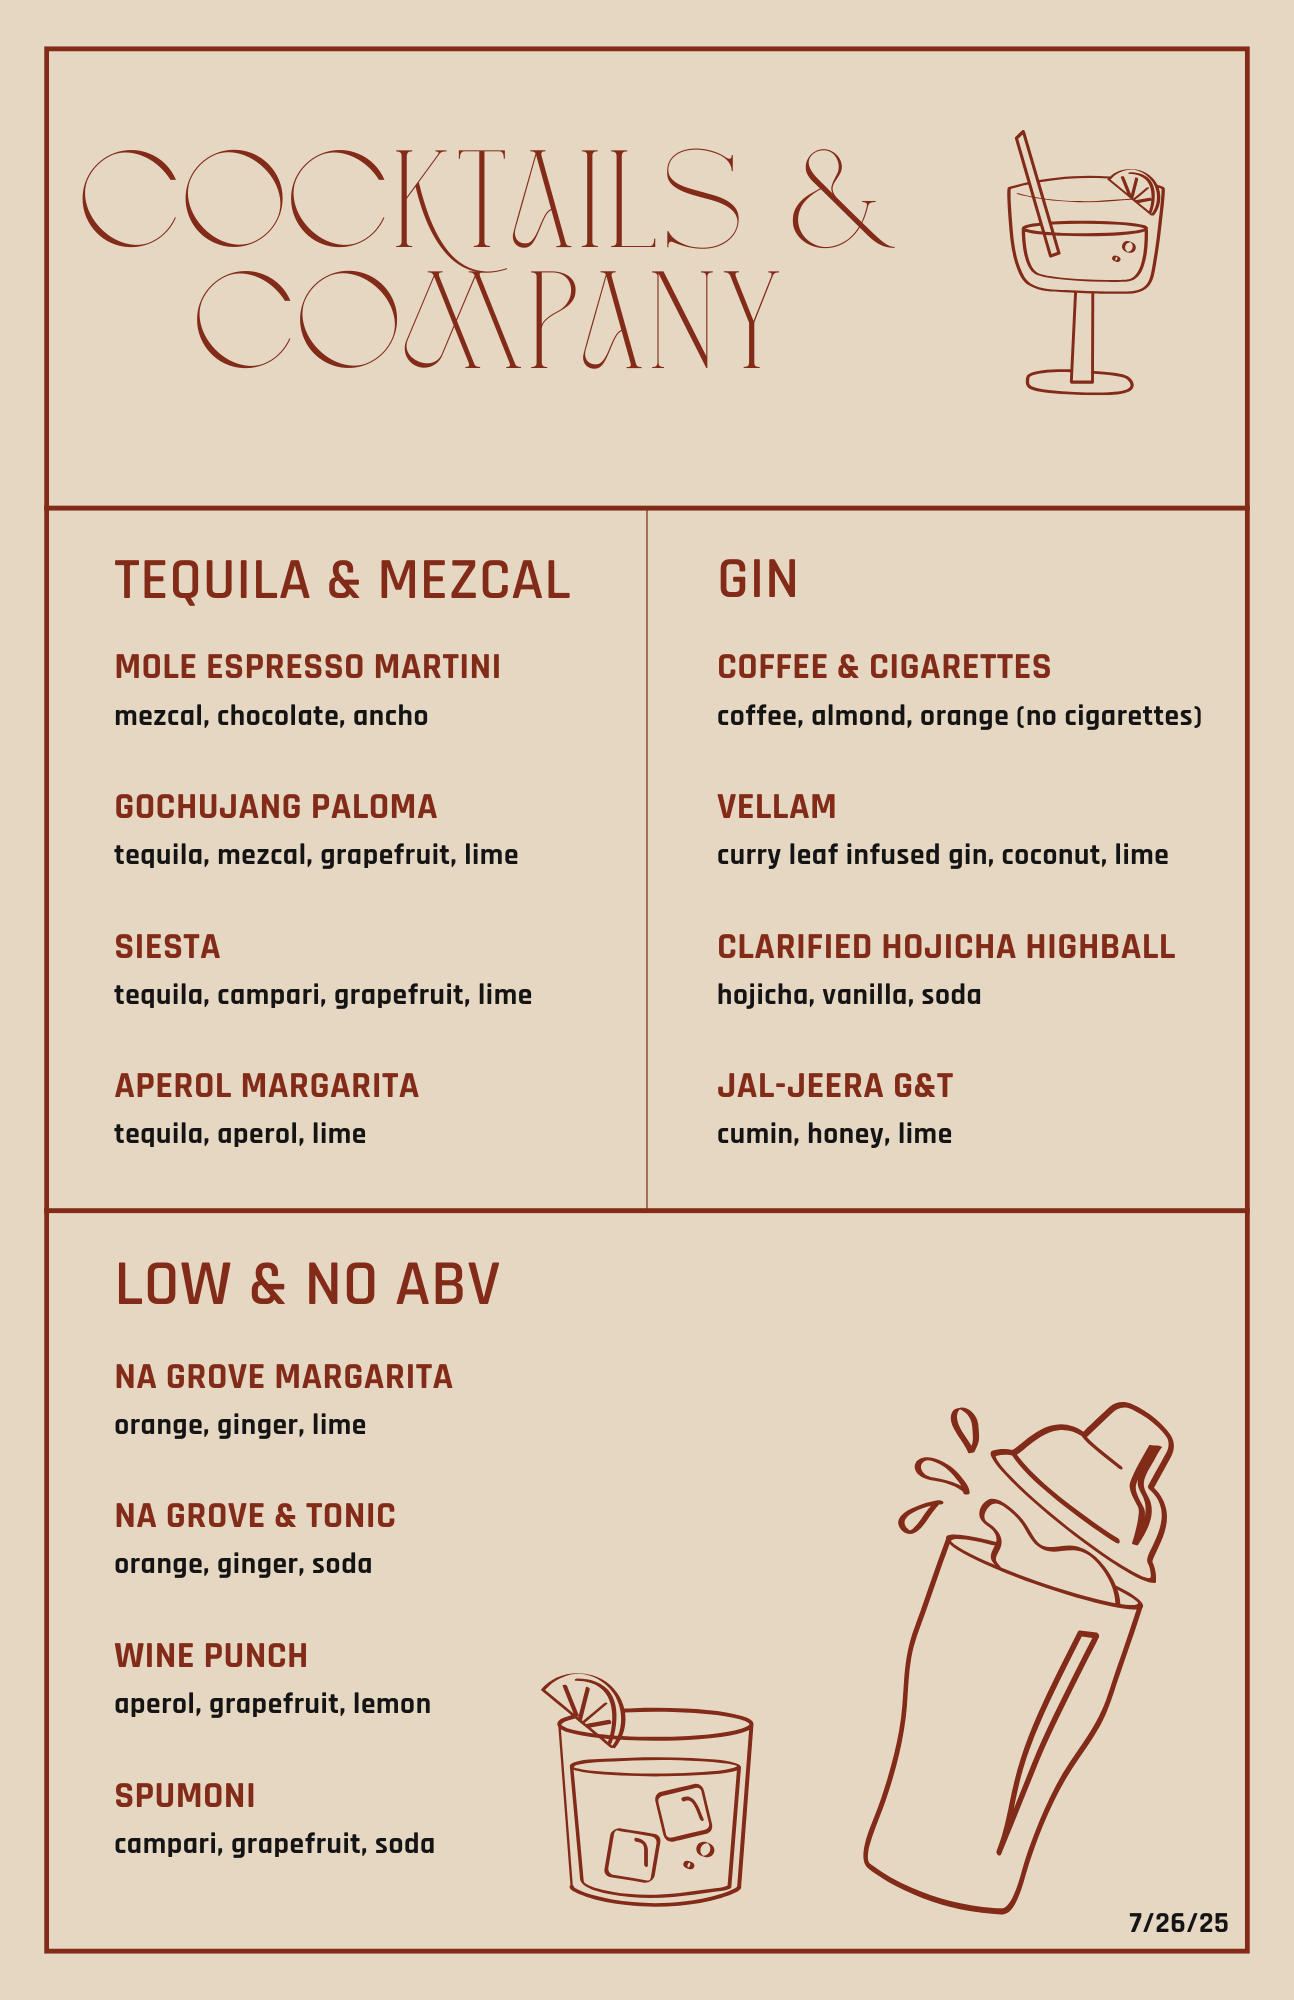 COCKTAILS &
COMPANY
TEQUILA & MEZCAL
MOLE ESPRESSO MARTINI
mezcal, chocolate, ancho
GOCHUJANG PALOMA
tequila, mezcal, grapefruit, lime
SIESTA
tequila, campari, grapefruit, lime
APEROL MARGARITA
tequila, aperol, lime
GIN
COFFEE & CIGARETTES
coffee, almond, orange (no cigarettes)
VELLAM
curry leaf infused gin, coconut, lime
CLARIFIED HOJICHA HIGHBALL
hojicha, vanilla, soda
JAL-JEERA G&T
cumin, honey, lime
LOW & NO ABV
NA GROVE MARGARITA
orange, ginger, lime
NA GROVE & TONIC
orange, ginger, soda
WINE PUNCH
aperol, grapefruit, lemon
SPUMONI
campari, grapefruit, soda
7/26/25